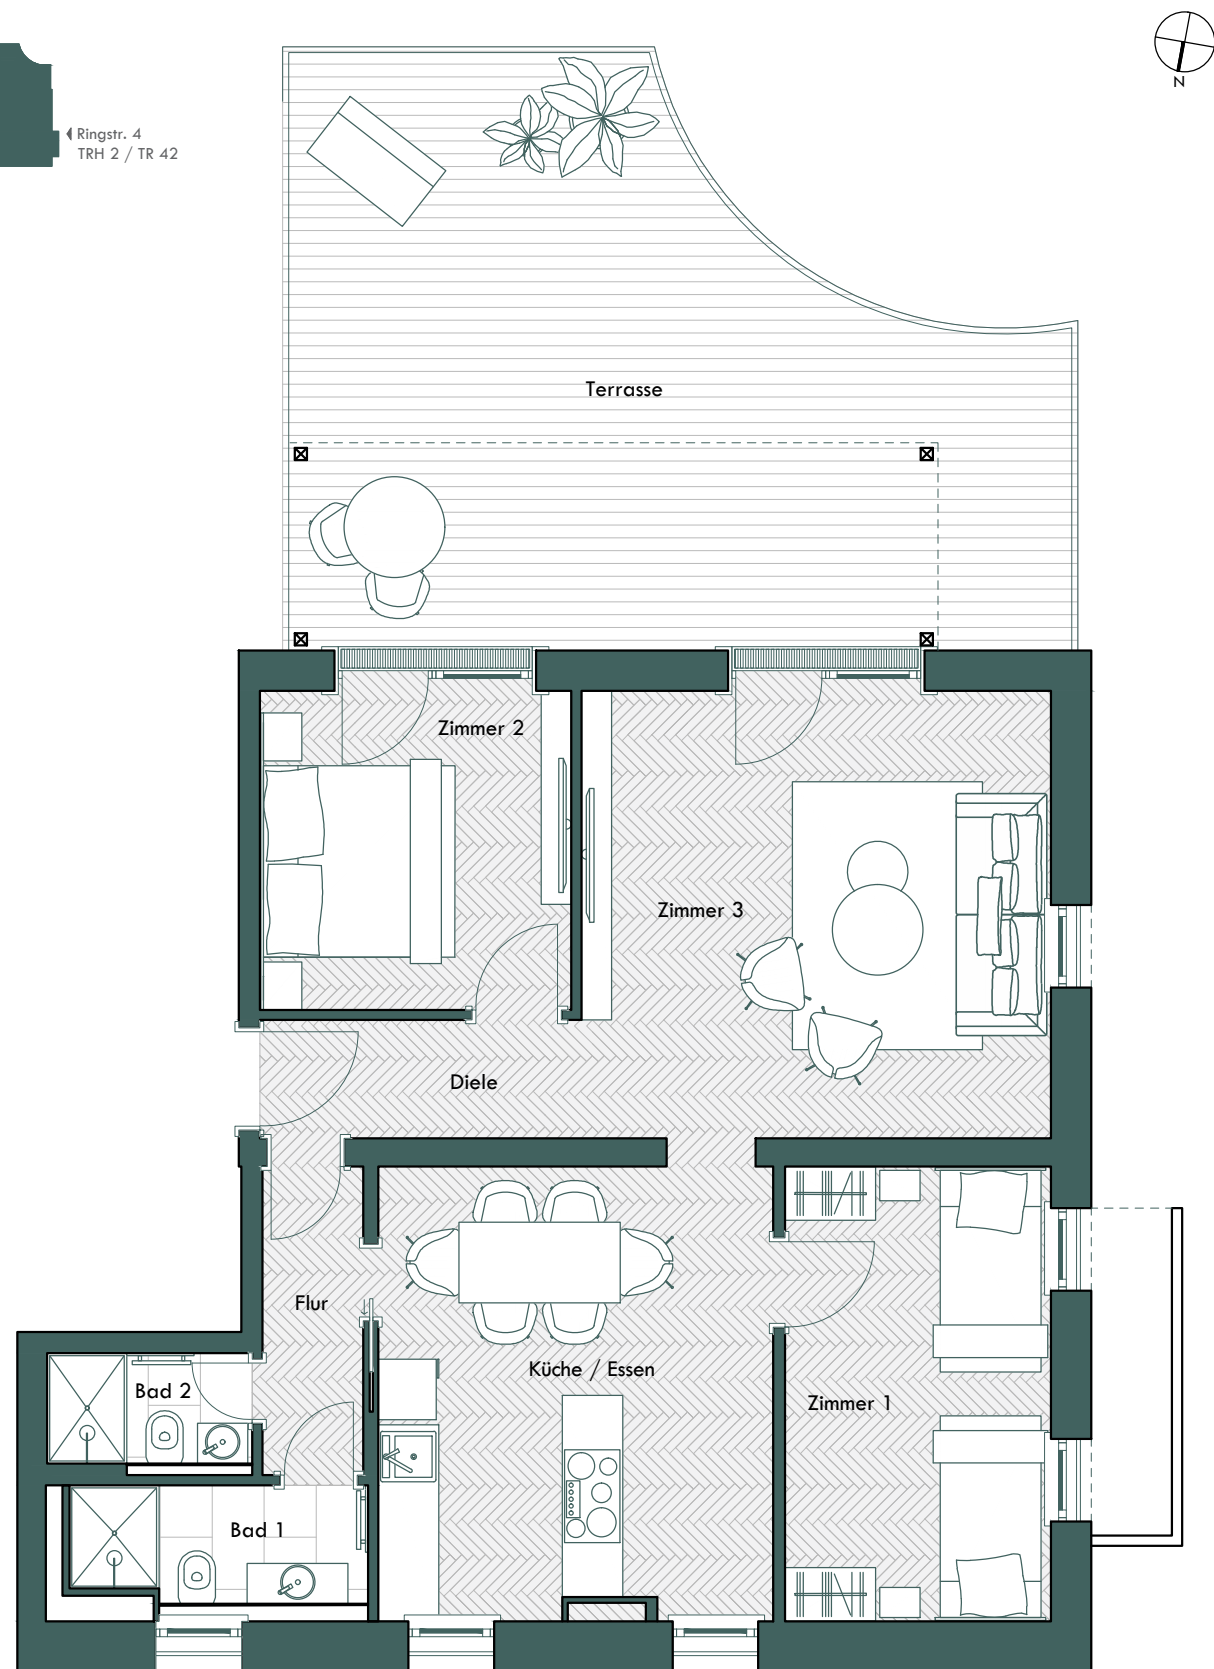 N
Ringstr. 4
TRH 2 / TR 42
Terrasse
Zimmer 2
Zimmer 3
Diele
Flur
Küche / Essen
Bad 2
Zimmer 1
Bad 1